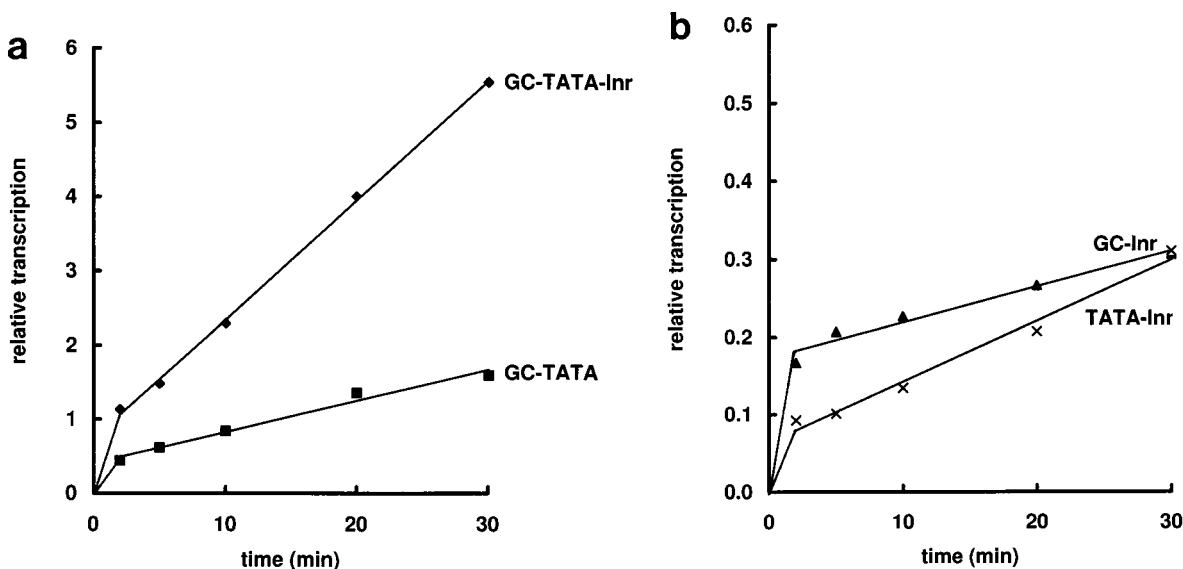 a
6
5
4
3
2
1
0
relative transcription
0 10 20 30
time (min)
GC-TATA-Inr
GC-TATA
b
0.6
0.5
0.4
0.3
0.2
0.1
0.0
relative transcription
0 10 20 30
time (min)
GC-Inr
TATA-Inr